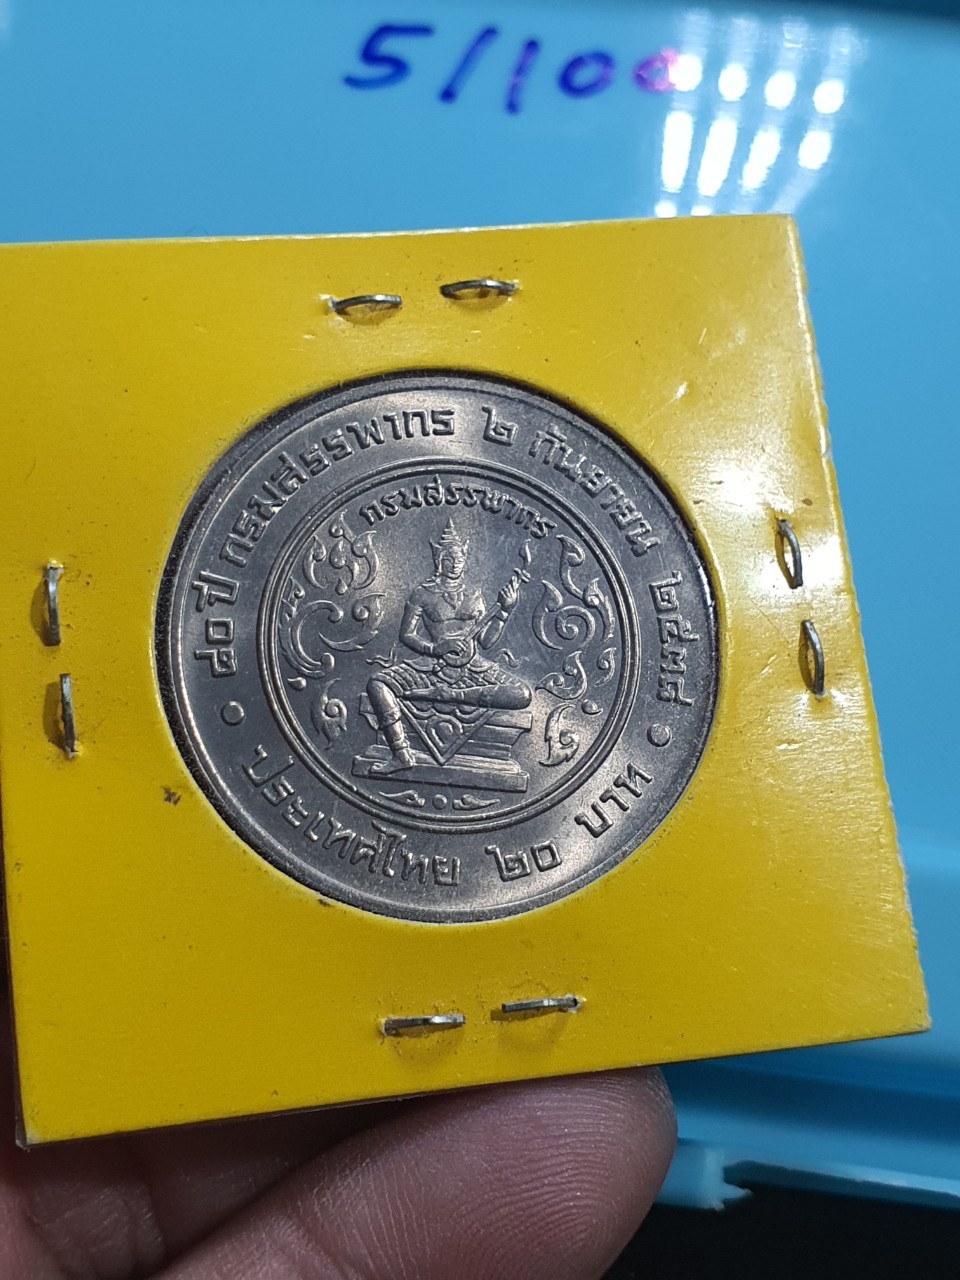 5/100
๘๐ ปี กรมสรรพากร ๒ กันยายน ๒๕๓๘
กรมสรรพากร
ประเทศไทย ๒๐ บาท